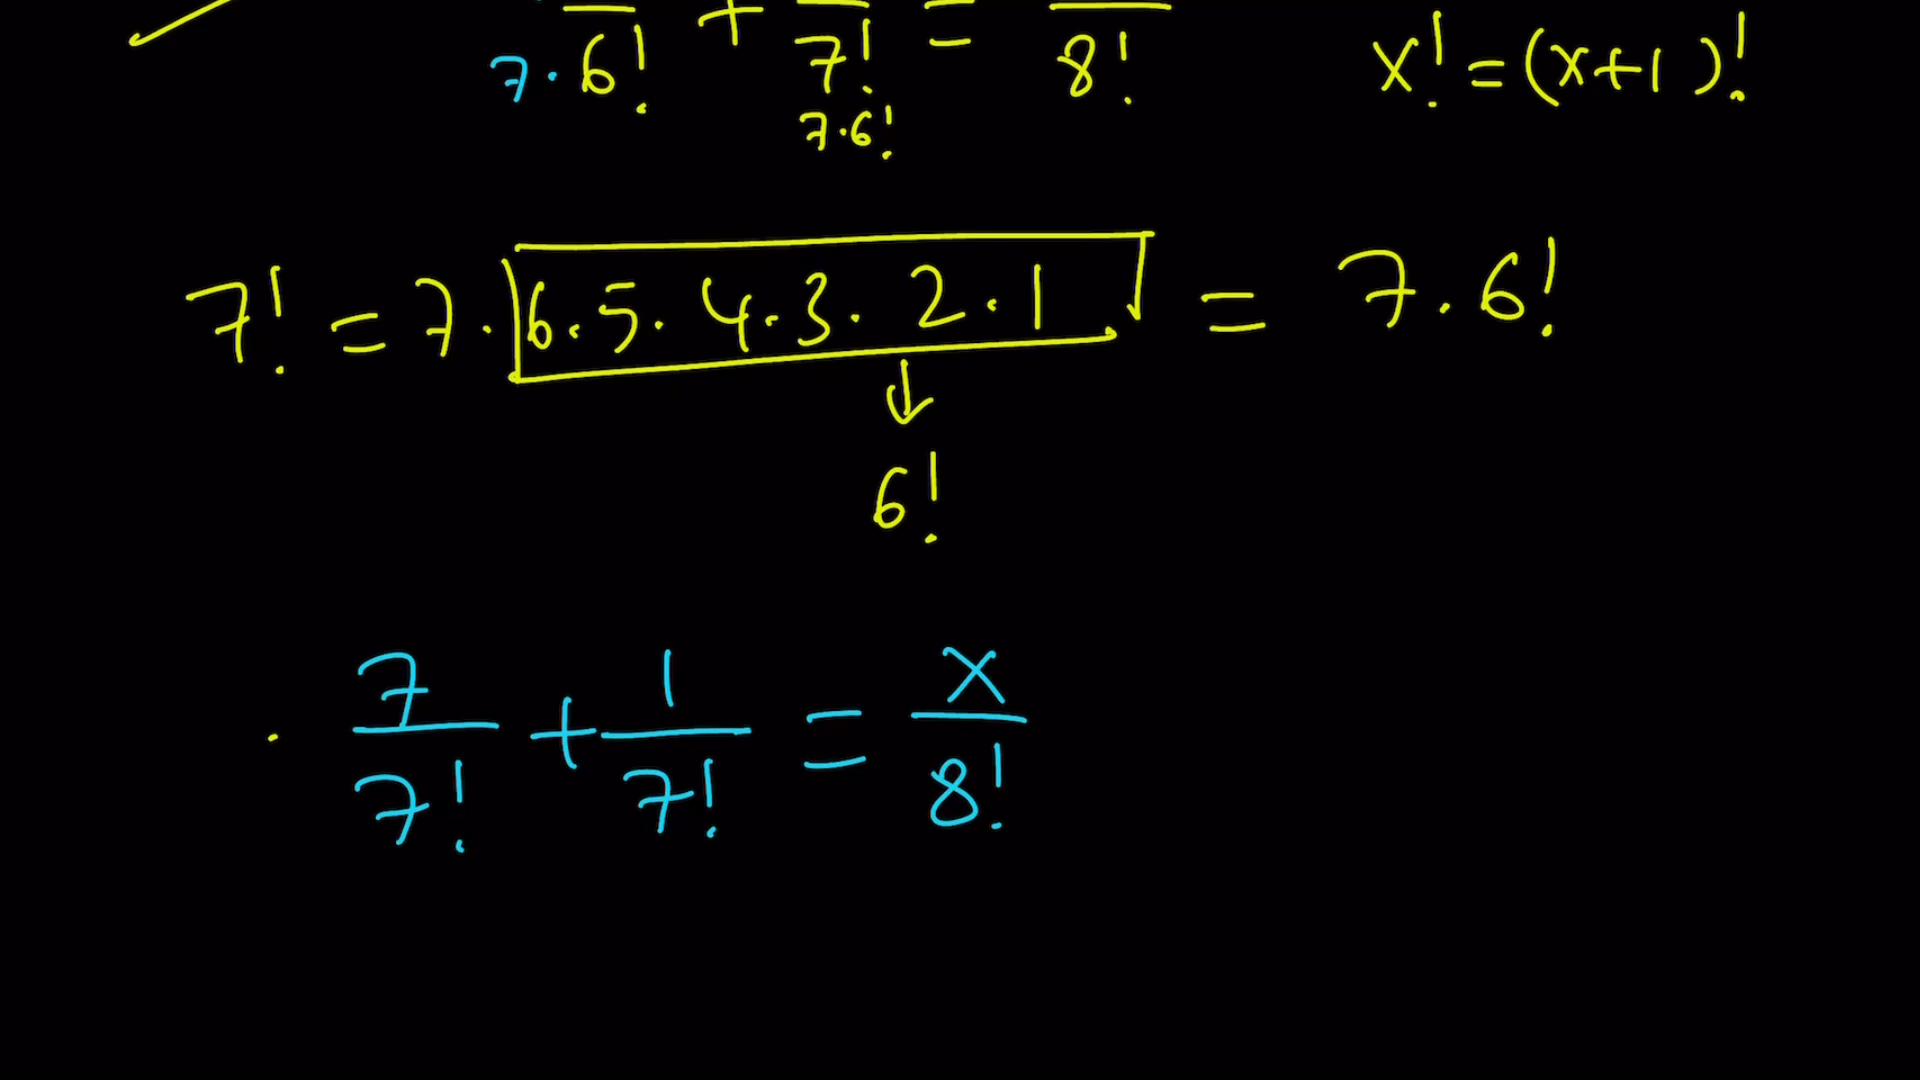 7 · 6! + 7! = 8!
x! = (x+1)!
7·6!
7! = 7 · 6 · 5 · 4 · 3 · 2 · 1 = 7 · 6!
↓
6!
7/7! + 1/7! = x/8!